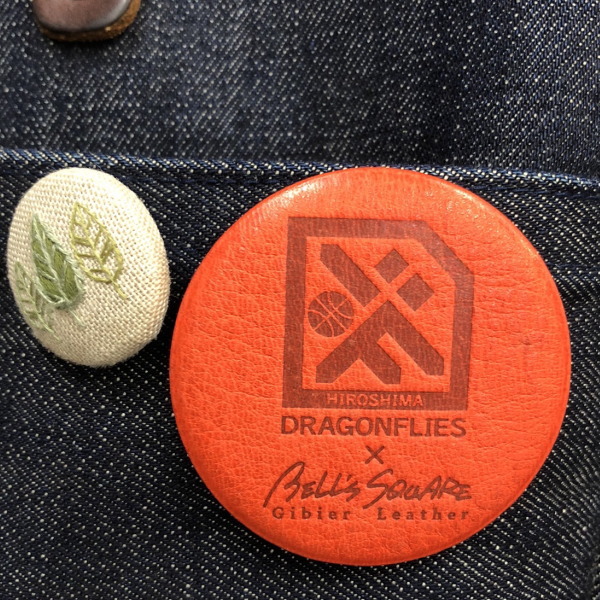 HIROSHIMA
DRAGONFLIES
×
BELL'S SQUARE
Gibier Leather